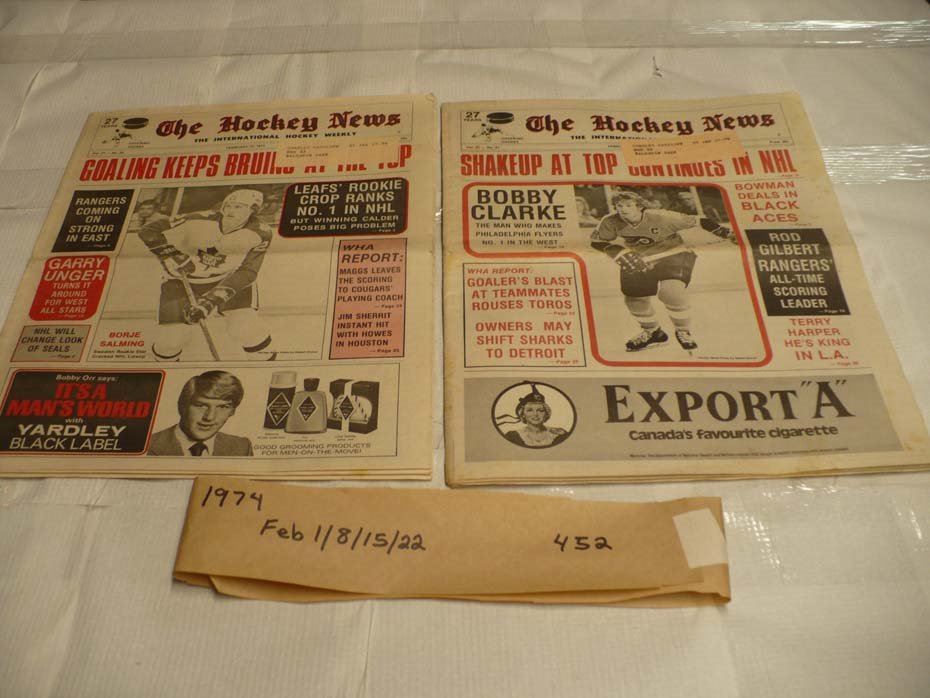 27
YEARS
The Hockey News
THE INTERNATIONAL HOCKEY WEEKLY
GOALING KEEPS BRUINS AT THE TOP
RANGERS
COMING
ON
STRONG
IN EAST
LEAFS' ROOKIE
CROP RANKS
NO. 1 IN NHL
BUT WINNING CALDER
POSES BIG PROBLEM
GARRY
UNGER
TURNS IT
AROUND
FOR WEST
ALL STARS
WHA
REPORT:
MAGGS LEAVES
THE SCORING
TO COUGARS'
PLAYING COACH
JIM SHERRIT
INSTANT HIT
WITH HOWES
IN HOUSTON
NHL WILL
CHANGE LOOK
OF SEALS
BORJE
SALMING
Swedish Rookie Star
Cracked NHL Lineup
Bobby Orr says:
IT'S A
MAN'S WORLD
with
YARDLEY
BLACK LABEL
GOOD GROOMING PRODUCTS
FOR MEN-ON-THE-MOVE!
27
YEARS
The Hockey News
THE INTERNATIONAL
SHAKEUP AT TOP CONTINUES IN NHL
BOBBY
CLARKE
THE MAN WHO MAKES
PHILADELPHIA FLYERS
NO. 1 IN THE WEST
BOWMAN
DEALS IN
BLACK
ACES
ROD
GILBERT
RANGERS'
ALL-TIME
SCORING
LEADER
WHA REPORT:
GOALER'S BLAST
AT TEAMMATES
ROUSES TOROS
OWNERS MAY
SHIFT SHARKS
TO DETROIT
TERRY
HARPER
HE'S KING
IN L.A.
EXPORT "A"
Canada's favourite cigarette
1974
Feb 1/8/15/22 452